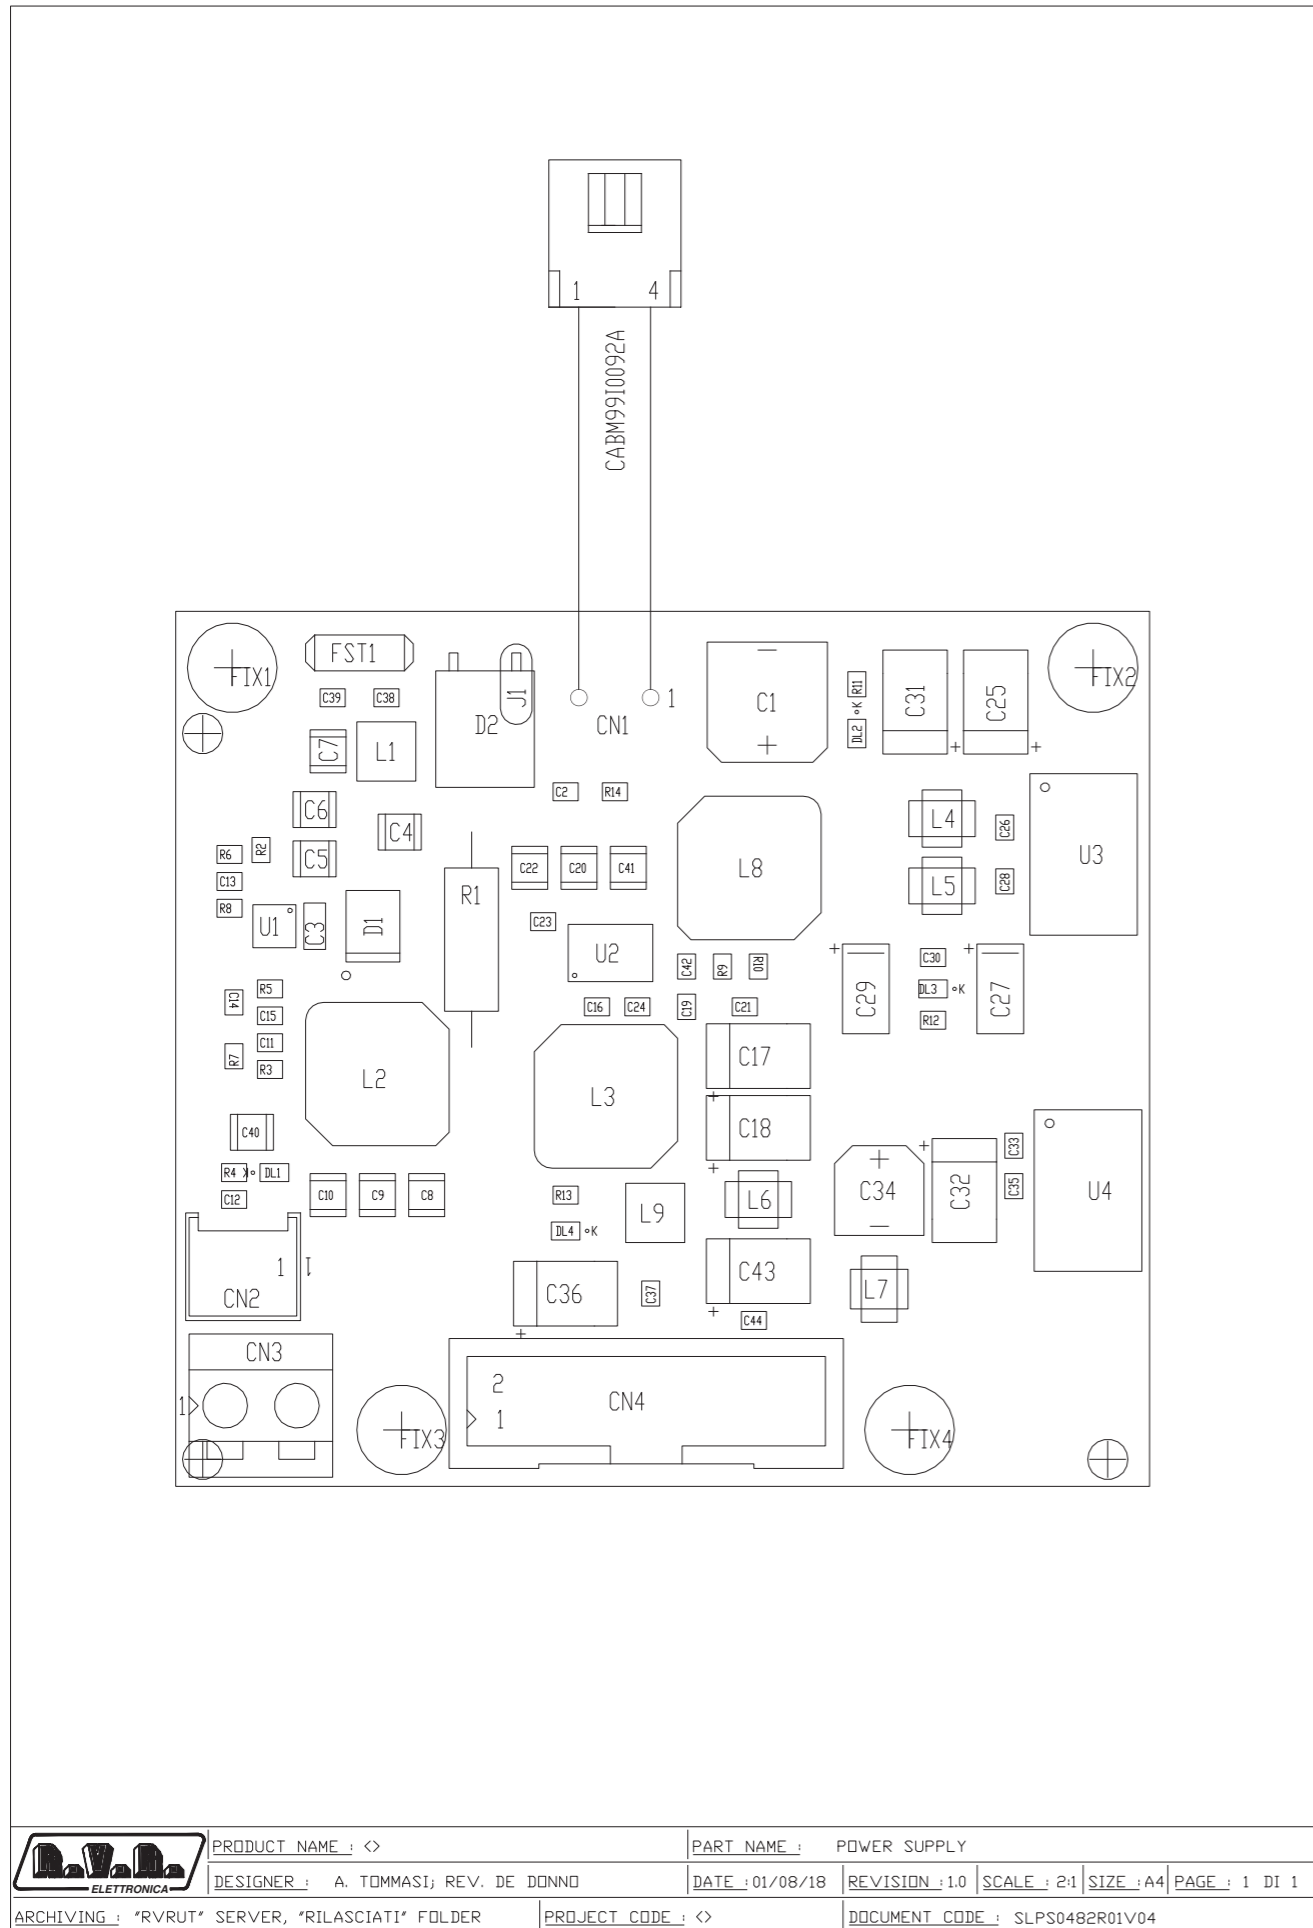 1 4
CABM99I0092A
FST1
FIX1
FIX2
J1
C39 C38
D2
CN1
1
C1
R11
K
DL2
C31
C25
C7
L1
C2 R14
C6
C4
L4
C26
R6 R2
C5
C22 C20 C41
L8
U3
C13
R1
L5
C28
R8
U1
C3
D1
C23
U2
C42 R9 R10
C30
C29
DL3 K
C27
C14
R5
C15
C16 C24 C19 C21
R12
C11
R7
R3
C17
L2
L3
C40
C18
C33
R4 K DL1
C12
C10 C9 C8
R13
DL4 K
L9
L6
C34
C32
C35
U4
1 1
CN2
C36
C37
C43
C44
L7
CN3
1
2
1
CN4
FIX3
FIX4
R.V.R.
ELETTRONICA
PRODUCT NAME : <>
PART NAME : POWER SUPPLY
DESIGNER : A. TOMMASI; REV. DE DONNO
DATE : 01/08/18
REVISION : 1.0
SCALE : 2:1
SIZE : A4
PAGE : 1 DI 1
ARCHIVING : "RVRUT" SERVER, "RILASCIATI" FOLDER
PROJECT CODE : <>
DOCUMENT CODE : SLPS0482R01V04